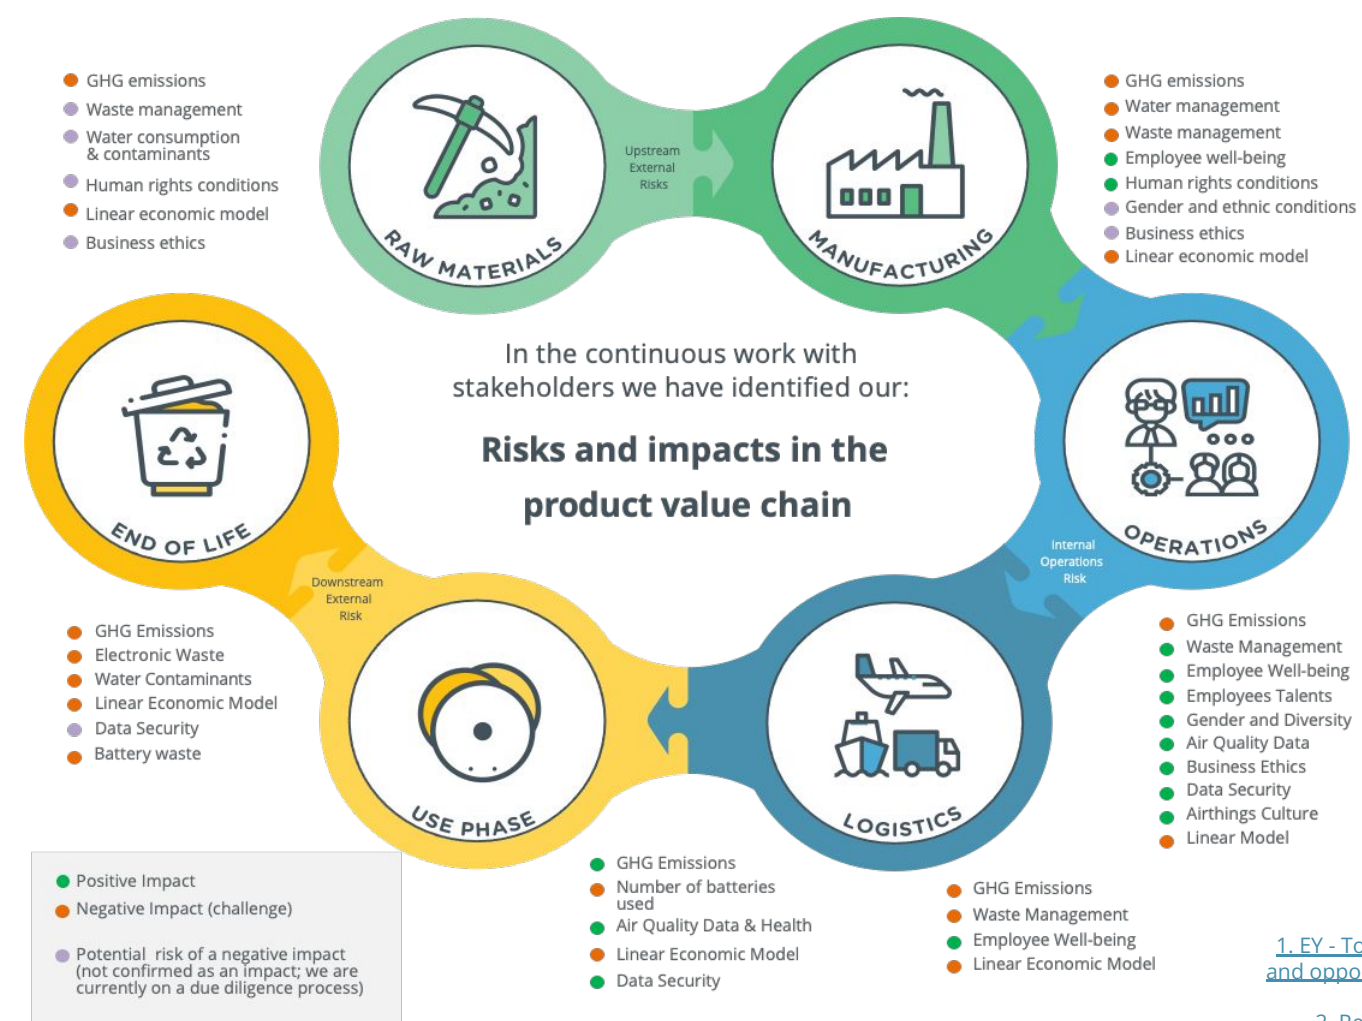 GHG emissions
Waste management
Water consumption
& contaminants
Human rights conditions
Linear economic model
Business ethics
RAW MATERIALS
Upstream
External
Risks
MANUFACTURING
GHG emissions
Water management
Waste management
Employee well-being
Human rights conditions
Gender and ethnic conditions
Business ethics
Linear economic model
In the continuous work with
stakeholders we have identified our:
Risks and impacts in the
product value chain
END OF LIFE
OPERATIONS
Internal
Operations
Risk
Downstream
External
Risk
GHG Emissions
Electronic Waste
Water Contaminants
Linear Economic Model
Data Security
Battery waste
USE PHASE
LOGISTICS
GHG Emissions
Waste Management
Employee Well-being
Employees Talents
Gender and Diversity
Air Quality Data
Business Ethics
Data Security
Airthings Culture
Linear Model
GHG Emissions
Number of batteries
used
Air Quality Data & Health
Linear Economic Model
Data Security
GHG Emissions
Waste Management
Employee Well-being
Linear Economic Model
Positive Impact
Negative Impact (challenge)
Potential risk of a negative impact
(not confirmed as an impact; we are
currently on a due diligence process)
1. EY - To
and oppo